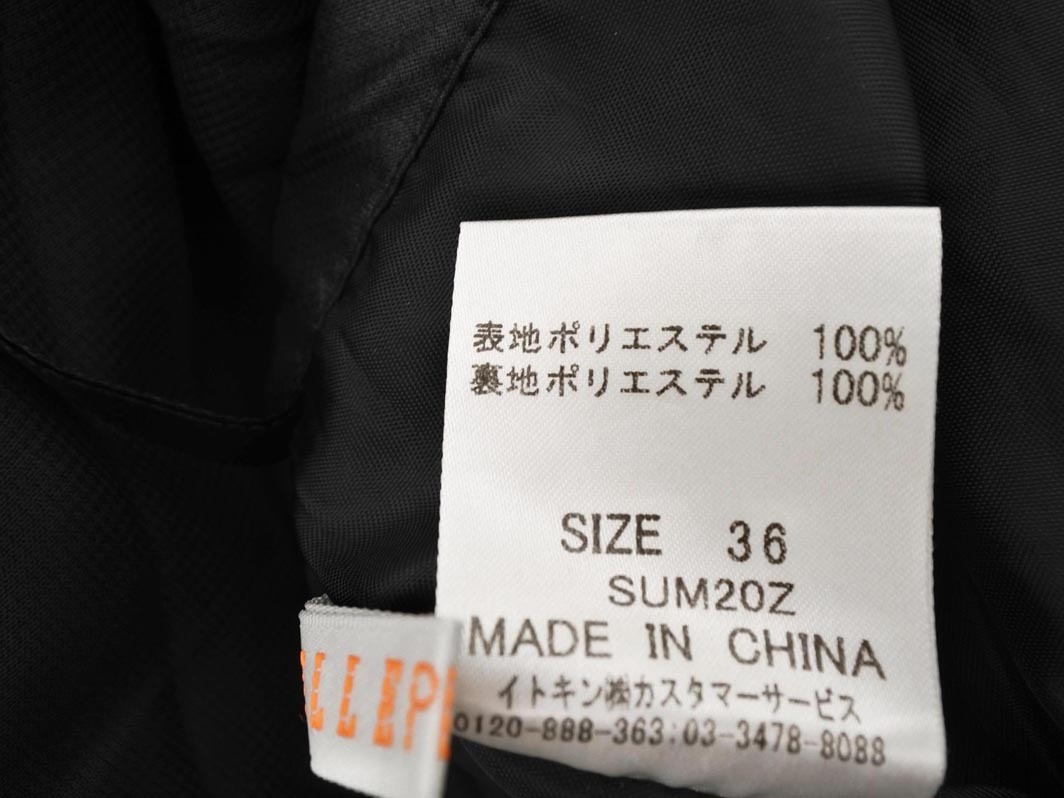 表地ポリエステル 100%
裏地ポリエステル 100%
SIZE 36
SUM20Z
MADE IN CHINA
イトキン㈱カスタマーサービス
0120-888-363:03-3478-8088